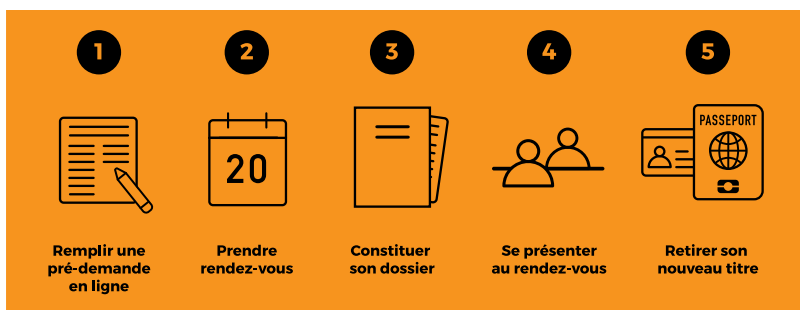 1
2
3
4
5
20
PASSEPORT
Remplir une
pré-demande
en ligne
Prendre
rendez-vous
Constituer
son dossier
Se présenter
au rendez-vous
Retirer son
nouveau titre